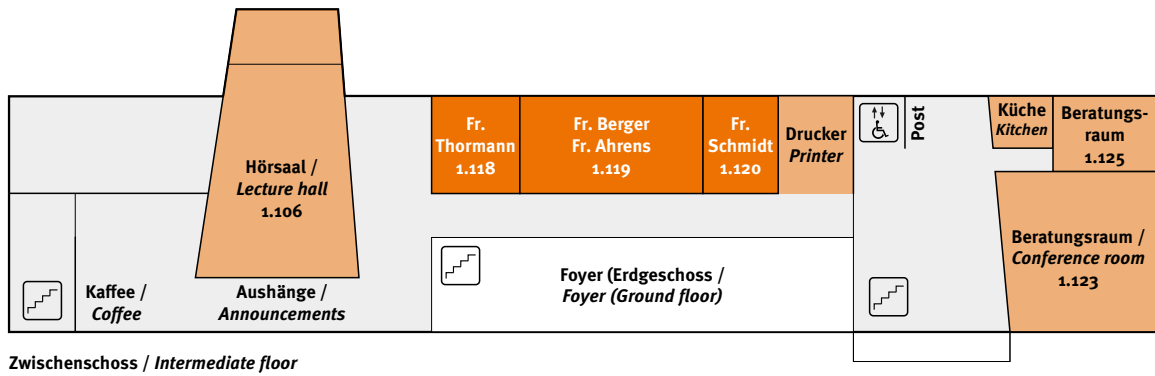 Hörsaal /
Lecture hall
1.106
Fr.
Thormann
1.118
Fr. Berger
Fr. Ahrens
1.119
Fr.
Schmidt
1.120
Drucker
Printer
Post
Küche
Kitchen
Beratungs-
raum
1.125
Beratungsraum /
Conference room
1.123
Kaffee /
Coffee
Aushänge /
Announcements
Foyer (Erdgeschoss /
Foyer (Ground floor)
Zwischenschoss / Intermediate floor